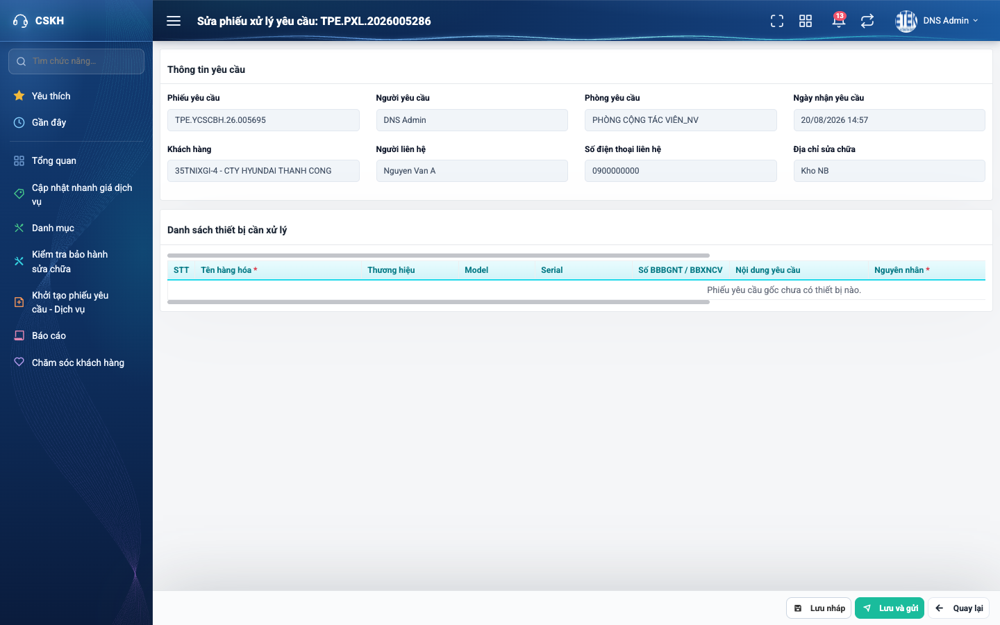 CSKH
Sửa phiếu xử lý yêu cầu: TPE.PXL.2026005286
13
DNS Admin
Tìm chức năng...
Yêu thích
Gần đây
Tổng quan
Cập nhật nhanh giá dịch
vụ
Danh mục
Kiểm tra bảo hành
sửa chữa
Khởi tạo phiếu yêu
cầu - Dịch vụ
Báo cáo
Chăm sóc khách hàng
Thông tin yêu cầu
Phiếu yêu cầu
Người yêu cầu
Phòng yêu cầu
Ngày nhận yêu cầu
TPE.YCSCBH.26.005695
DNS Admin
PHÒNG CỘNG TÁC VIÊN_NV
20/08/2026 14:57
Khách hàng
Người liên hệ
Số điện thoại liên hệ
Địa chỉ sửa chữa
35TNIXGI-4 - CTY HYUNDAI THANH CONG
Nguyen Van A
0900000000
Kho NB
Danh sách thiết bị cần xử lý
STT Tên hàng hóa * Thương hiệu Model Serial Số BBBGNT / BBXNCV Nội dung yêu cầu Nguyên nhân *
Phiếu yêu cầu gốc chưa có thiết bị nào.
Lưu nháp
Lưu và gửi
Quay lại